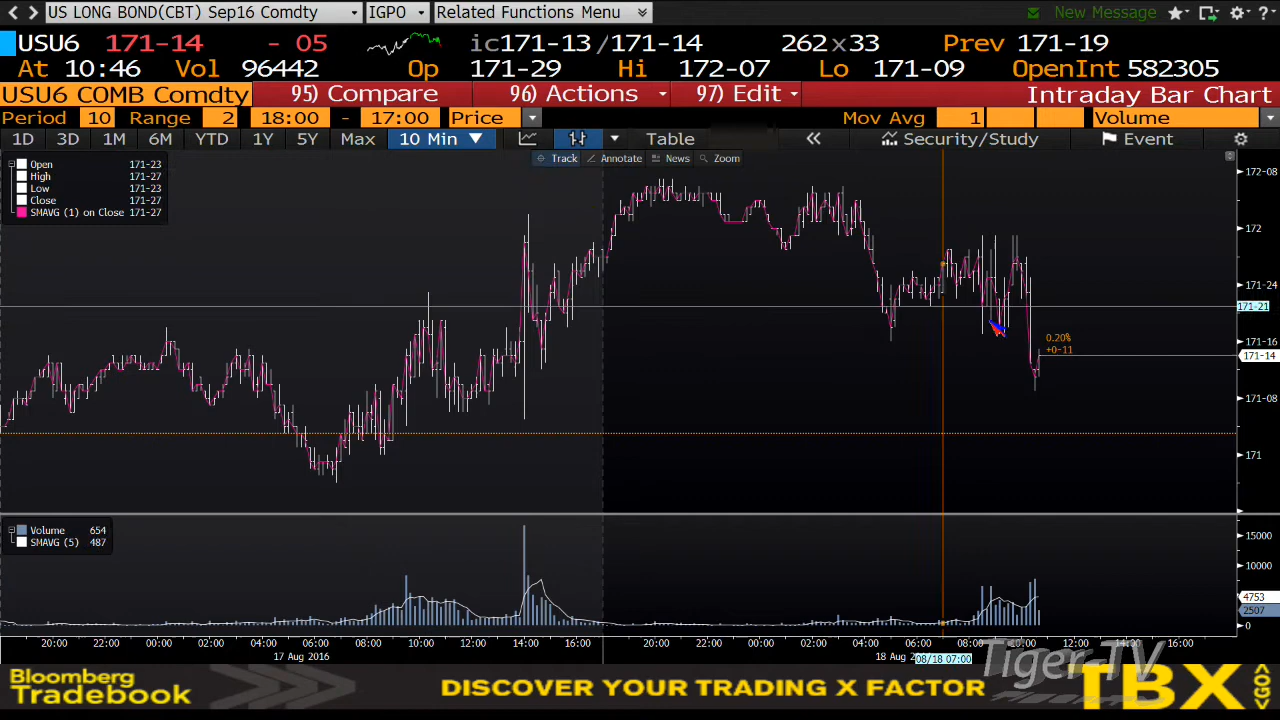 US LONG BOND(CBT) Sep16 Comdty IGPO Related Functions Menu New Message
USU6 171-14 - 05 ic171-13/171-14 262x33 Prev 171-19
At 10:46 Vol 96442 Op 171-29 Hi 172-07 Lo 171-09 OpenInt 582305
USU6 COMB Comdty 95) Compare 96) Actions 97) Edit Intraday Bar Chart
Period 10 Range 2 18:00 - 17:00 Price Mov Avg 1 Volume
1D 3D 1M 6M YTD 1Y 5Y Max 10 Min Table Security/Study Event
Track Annotate News Zoom
Open 171-23
High 171-27
Low 171-23
Close 171-27
SMAVG (1) on Close 171-27
172-08
172
171-24
171-21
171-16
0.20%
+0-11
171-14
171-08
171
Volume 654
SMAVG (5) 487
15000
10000
4753
2507
0
20:00 22:00 00:00 02:00 04:00 06:00 08:00 10:00 12:00 14:00 16:00 20:00 22:00 00:00 02:00 04:00 06:00 08:00 10:00 12:00 14:00 16:00
17 Aug 2016 18 Aug 08/18 07:00
Tiger-TV
Bloomberg
Tradebook
DISCOVER YOUR TRADING X FACTOR
TBX <GO>